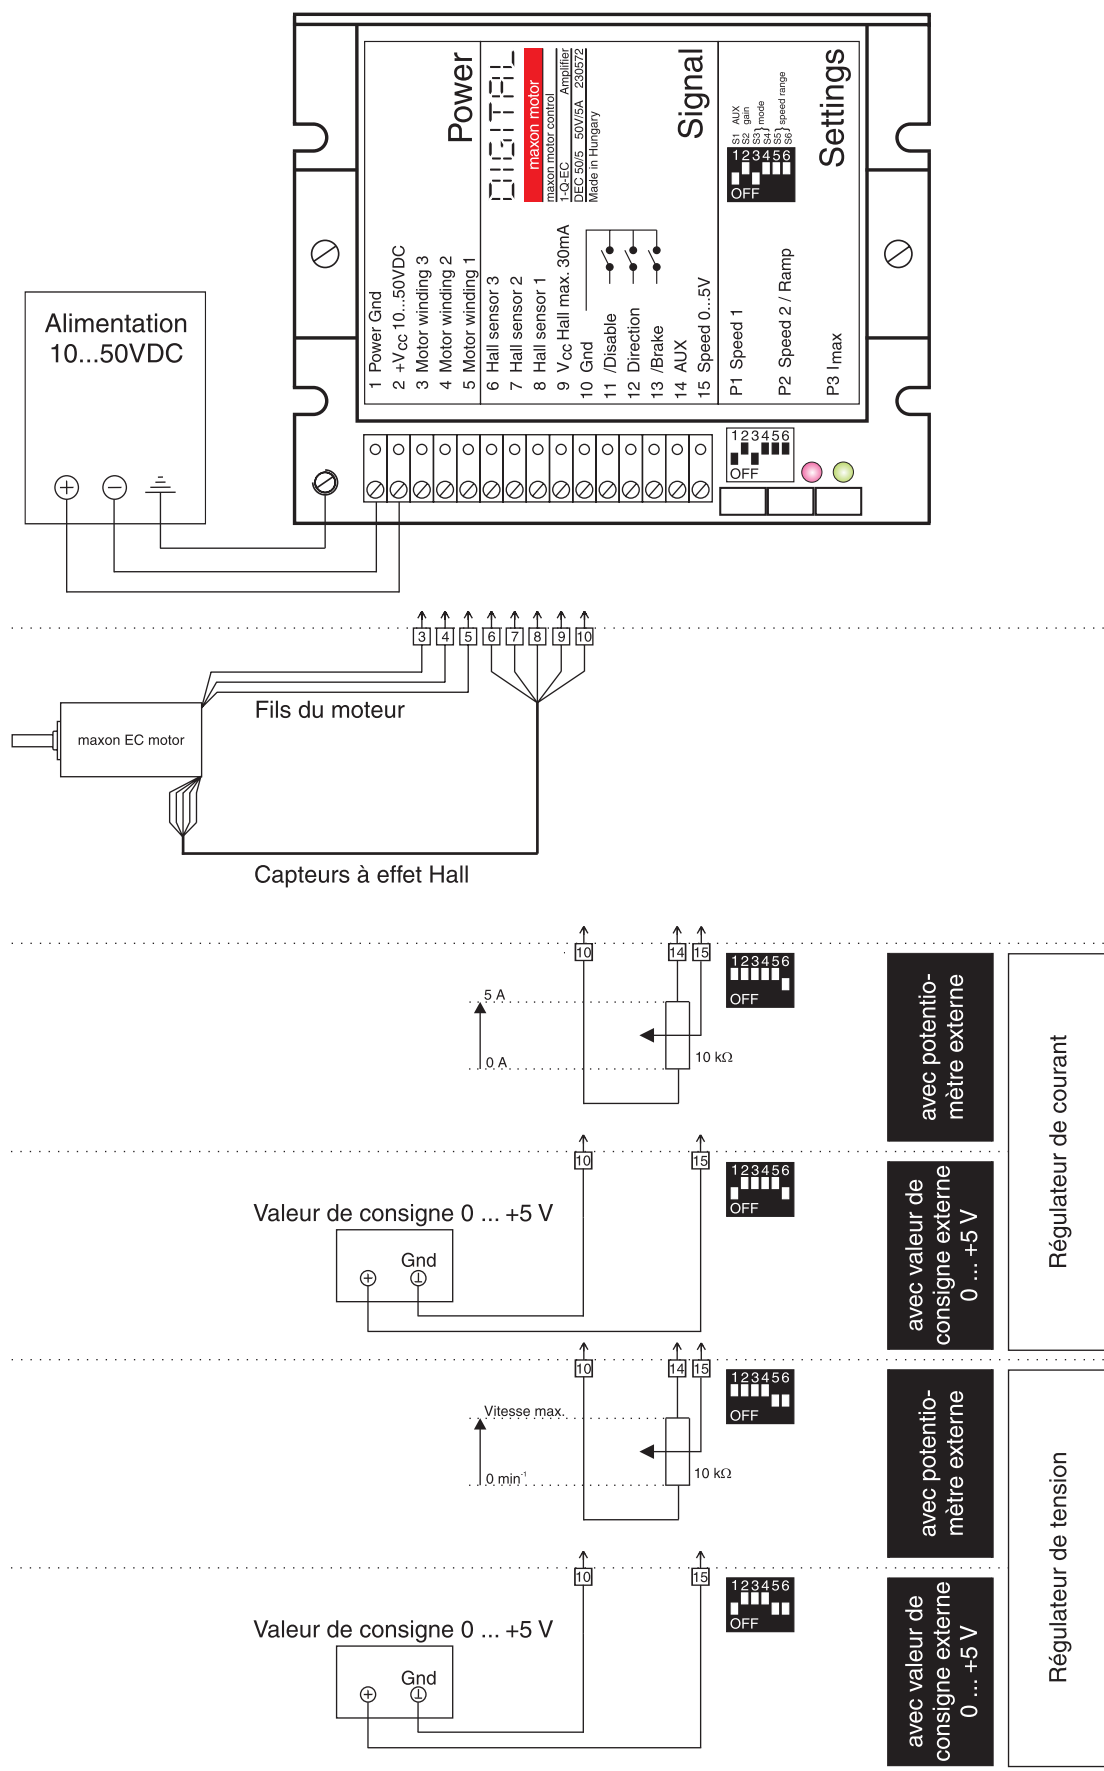 Alimentation
10...50VDC
Power
1 Power Gnd
2 +Vcc 10...50VDC
3 Motor winding 3
4 Motor winding 2
5 Motor winding 1
DIGITAL
maxon motor
maxon motor control
1-Q-EC Amplifier
DEC 50/5 50V/5A 230572
Made in Hungary
Signal
6 Hall sensor 3
7 Hall sensor 2
8 Hall sensor 1
9 Vcc Hall max. 30mA
10 Gnd
11 /Disable
12 Direction
13 /Brake
14 AUX
15 Speed 0...5V
S1 AUX
S2 gain
S3 } mode
S4
S5 } speed range
S6
123456
OFF
Settings
P1 Speed 1
P2 Speed 2 / Ramp
P3 Imax
123456
OFF
3 4 5 6 7 8 9 10
Fils du moteur
maxon EC motor
Capteurs à effet Hall
10 14 15
123456
OFF
5 A
0 A
10 kΩ
avec potentio-
mètre externe
Régulateur de courant
10 15
123456
OFF
Valeur de consigne 0 ... +5 V
Gnd
avec valeur de
consigne externe
0 ... +5 V
10 14 15
123456
OFF
Vitesse max.
0 min⁻¹
10 kΩ
avec potentio-
mètre externe
Régulateur de tension
10 15
123456
OFF
Valeur de consigne 0 ... +5 V
Gnd
avec valeur de
consigne externe
0 ... +5 V